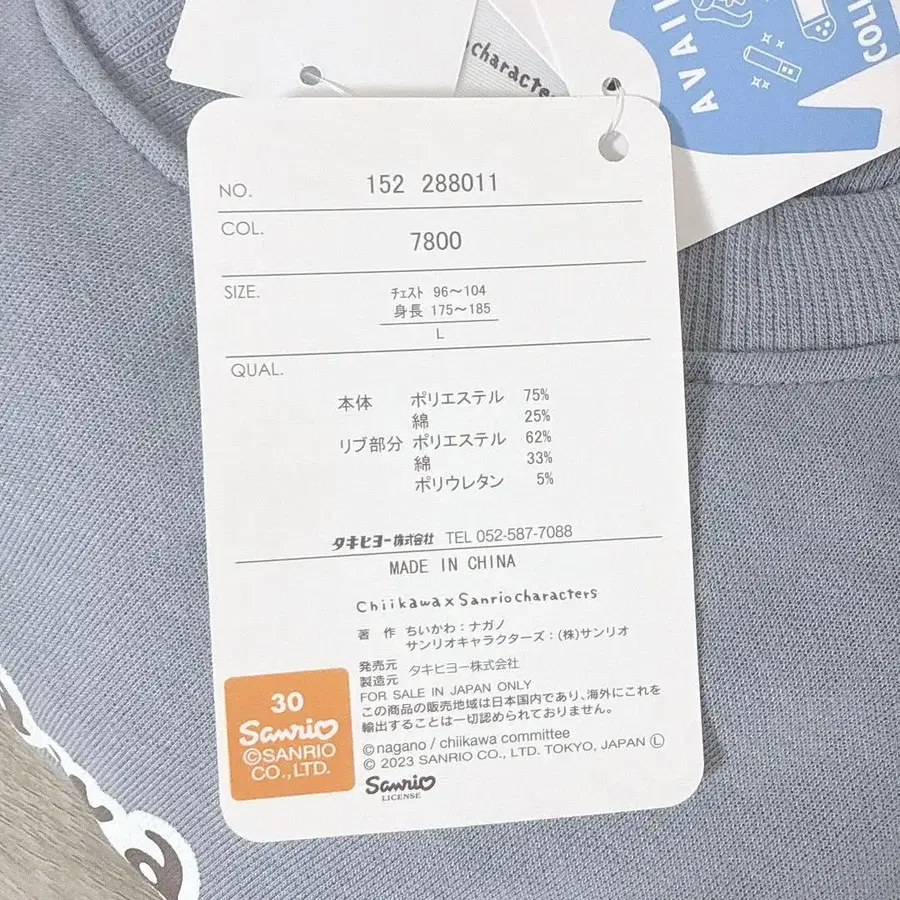 characters
AVAIL
COLL
NO. 152 288011
COL. 7800
SIZE. ﾁｪｽﾄ 96～104
身長 175～185
L
QUAL.
本体 ポリエステル 75%
綿 25%
リブ部分 ポリエステル 62%
綿 33%
ポリウレタン 5%
タキヒヨー株式会社 TEL 052-587-7088
MADE IN CHINA
Chiikawa x Sanriocharacters
著 作 ちいかわ：ナガノ
サンリオキャラクターズ：(株)サンリオ
発売元
製造元 タキヒヨー株式会社
FOR SALE IN JAPAN ONLY
この商品の販売地域は日本国内であり、海外にこれを
輸出することは一切認められておりません。
©nagano / chiikawa committee
© 2023 SANRIO CO., LTD. TOKYO, JAPAN Ⓛ
Sanrio
LICENSE
30
Sanrio
©SANRIO
CO.,LTD.